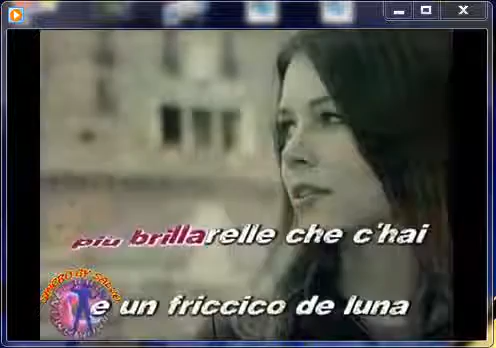 più brillarelle che c'hai
e un friccico de luna